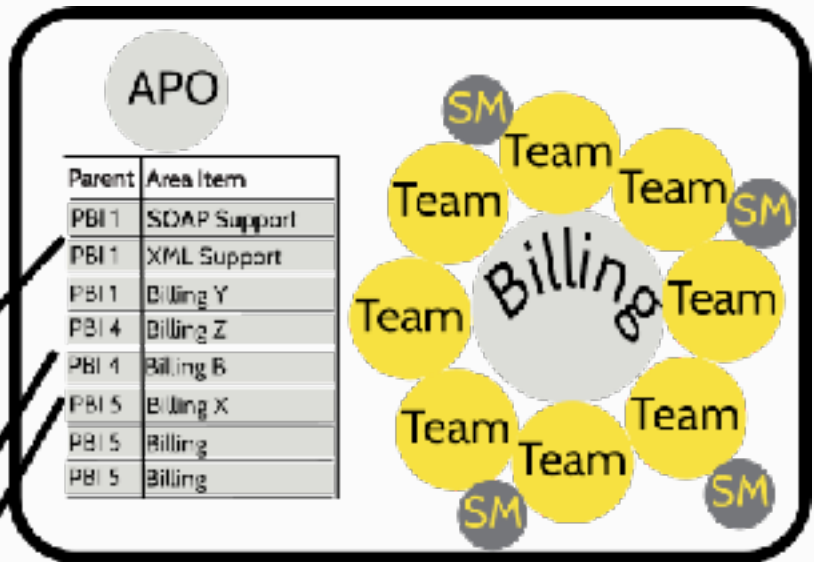 APO
Parent Area Item
PBI 1 SOAP Support
PBI 1 XML Support
PBI 1 Billing Y
PBI 4 Billing Z
PBI 4 Billing B
PBI 5 Billing X
PBI 5 Billing
PBI 5 Billing
SM
Team
Team
Team
SM
Billing
Team
Team
Team
Team
Team
SM
SM